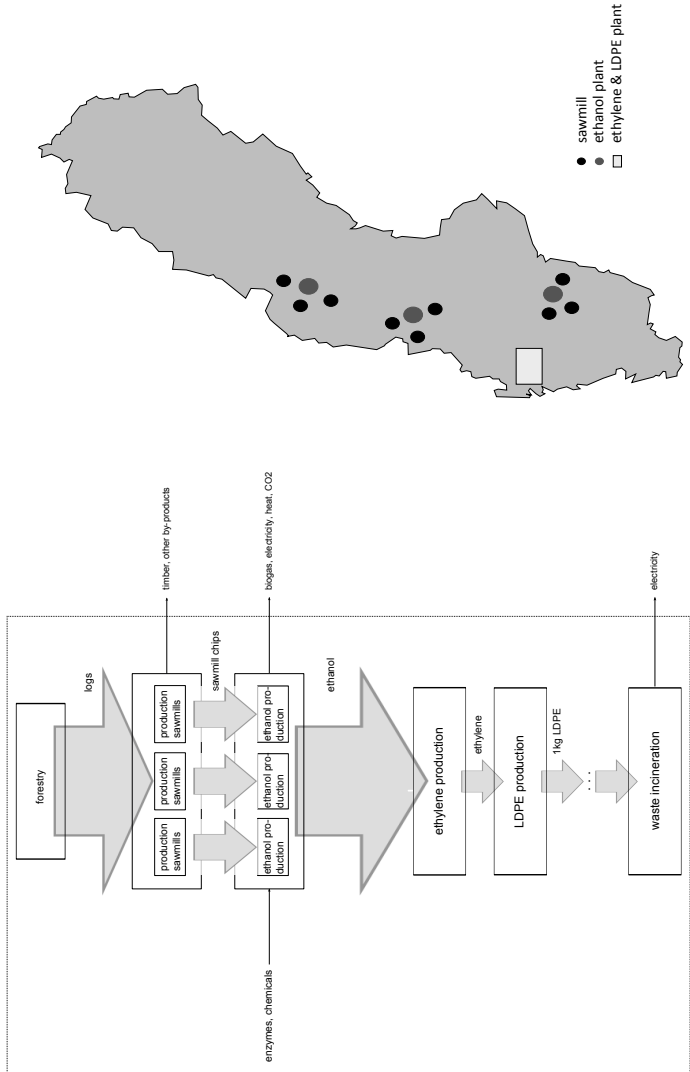 forestry
logs
production
sawmills
production
sawmills
production
sawmills
timber, other by-products
sawmill chips
enzymes, chemicals
ethanol pro-
duction
ethanol pro-
duction
ethanol pro-
duction
biogas, electricity, heat, CO2
ethanol
ethylene production
ethylene
LDPE production
1kg LDPE
...
waste incineration
electricity
sawmill
ethanol plant
ethylene & LDPE plant